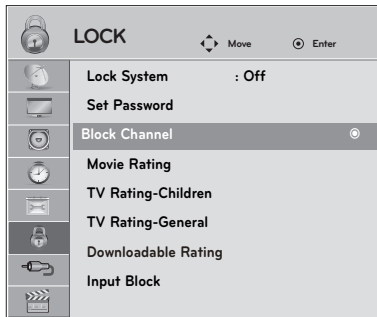 LOCK
Move
Enter
Lock System : Off
Set Password
Block Channel
Movie Rating
TV Rating-Children
TV Rating-General
Downloadable Rating
Input Block